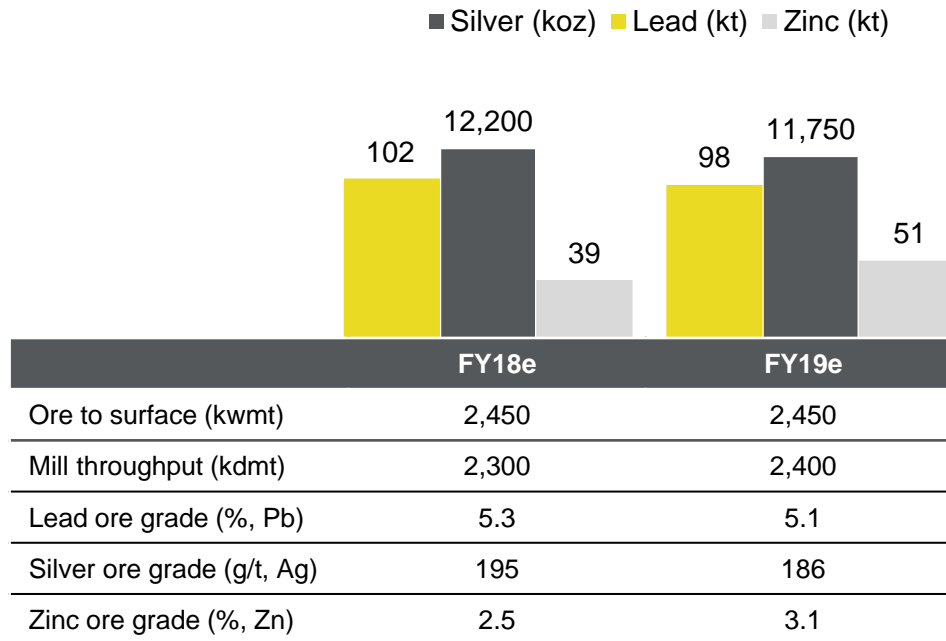 Silver (koz) Lead (kt) Zinc (kt)
102 12,200 39 98 11,750 51
FY18e FY19e
Ore to surface (kwmt) 2,450 2,450
Mill throughput (kdmt) 2,300 2,400
Lead ore grade (%, Pb) 5.3 5.1
Silver ore grade (g/t, Ag) 195 186
Zinc ore grade (%, Zn) 2.5 3.1